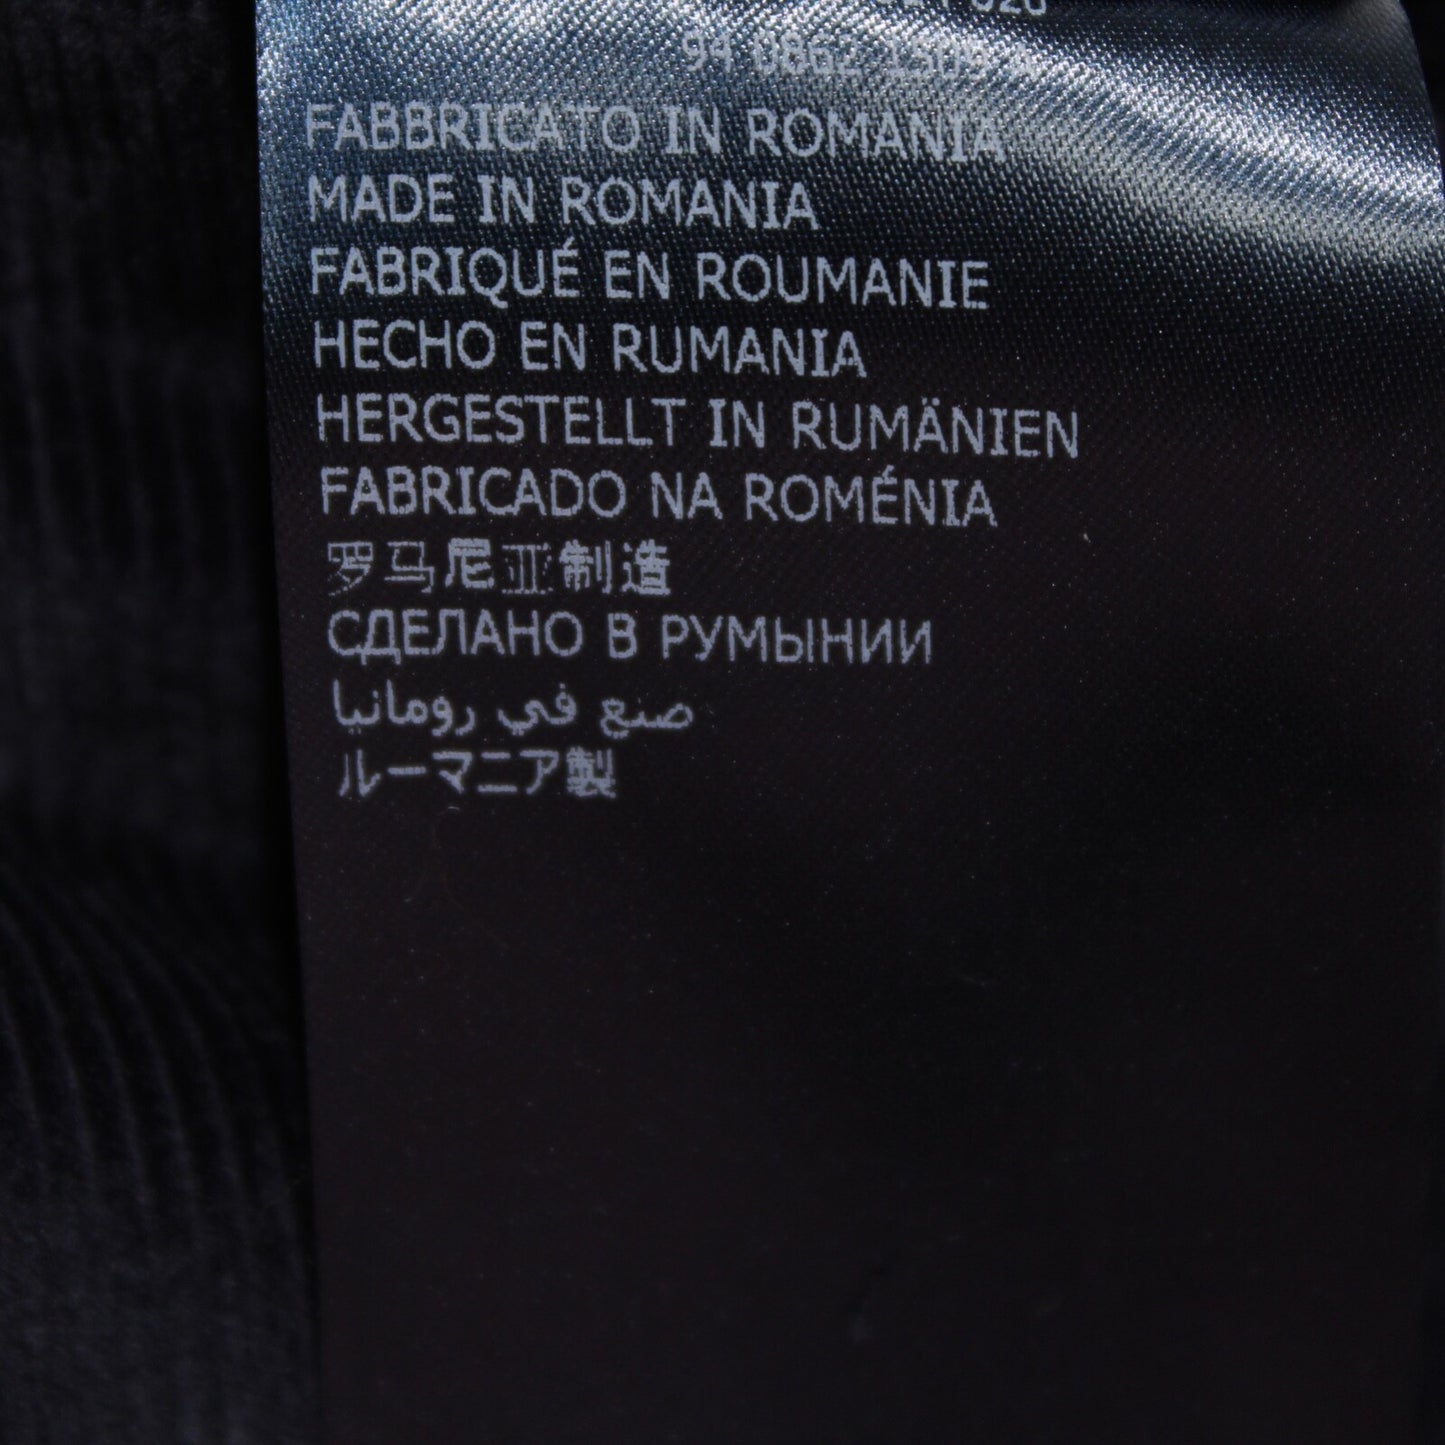 FABBRICATO IN ROMANIA
MADE IN ROMANIA
FABRIQUÉ EN ROUMANIE
HECHO EN RUMANIA
HERGESTELLT IN RUMÄNIEN
FABRICADO NA ROMÉNIA
罗马尼亚制造
СДЕЛАНО В РУМЫНИИ
صنع في رومانيا
ルーマニア製